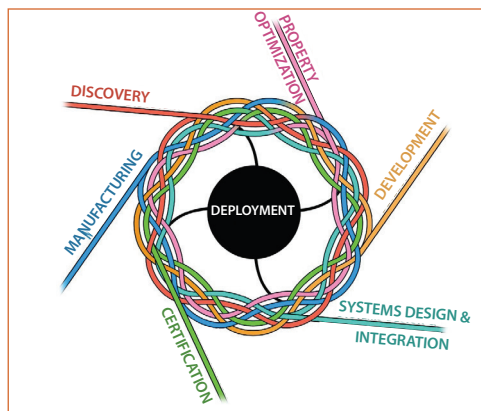 PROPERTY
OPTIMIZATION
DISCOVERY
DEVELOPMENT
MANUFACTURING
DEPLOYMENT
SYSTEMS DESIGN &
INTEGRATION
CERTIFICATION